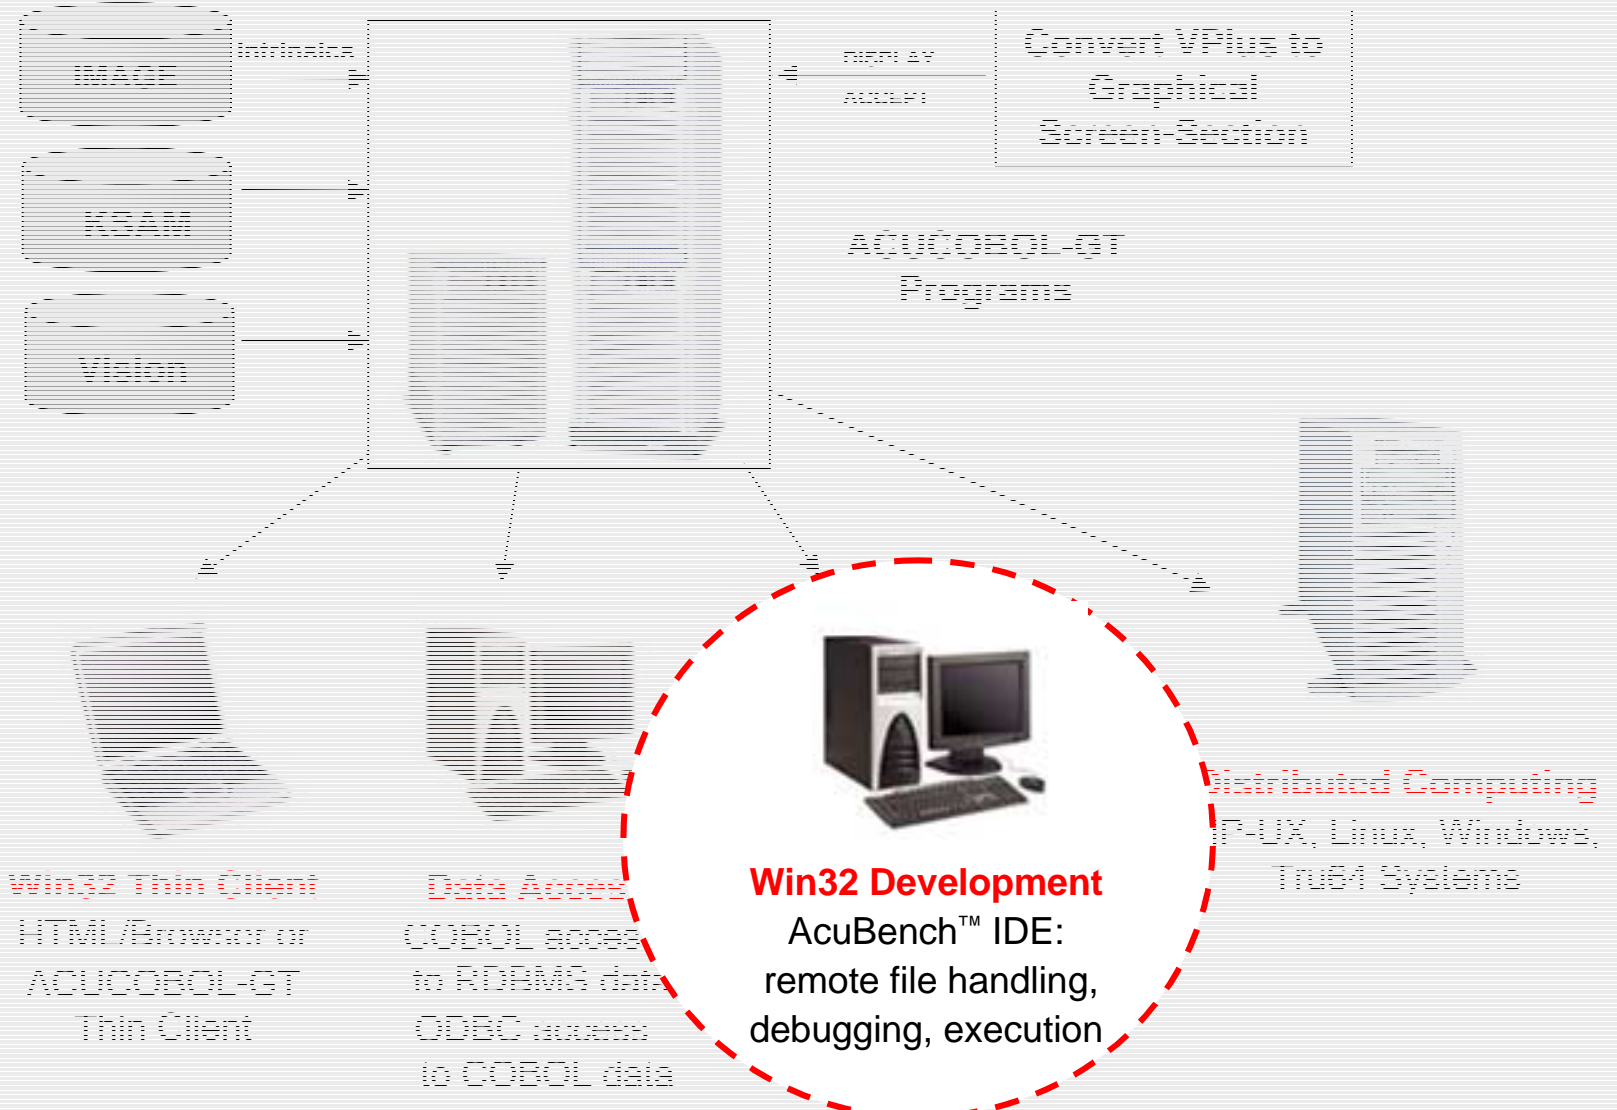 IMAGE
Intrinsics
DISPLAY
ACCEPT
Convert VPlus to
Graphical
Screen-Section
KSAM
ACUCOBOL-GT
Programs
Vision
Distributed Computing
HP-UX, Linux, Windows,
Tru64 Systems
Win32 Thin Client
HTML/Browser or
ACUCOBOL-GT
Thin Client
Data Access
COBOL access
to RDBMS data
ODBC access
to COBOL data
Win32 Development
AcuBench™ IDE:
remote file handling,
debugging, execution